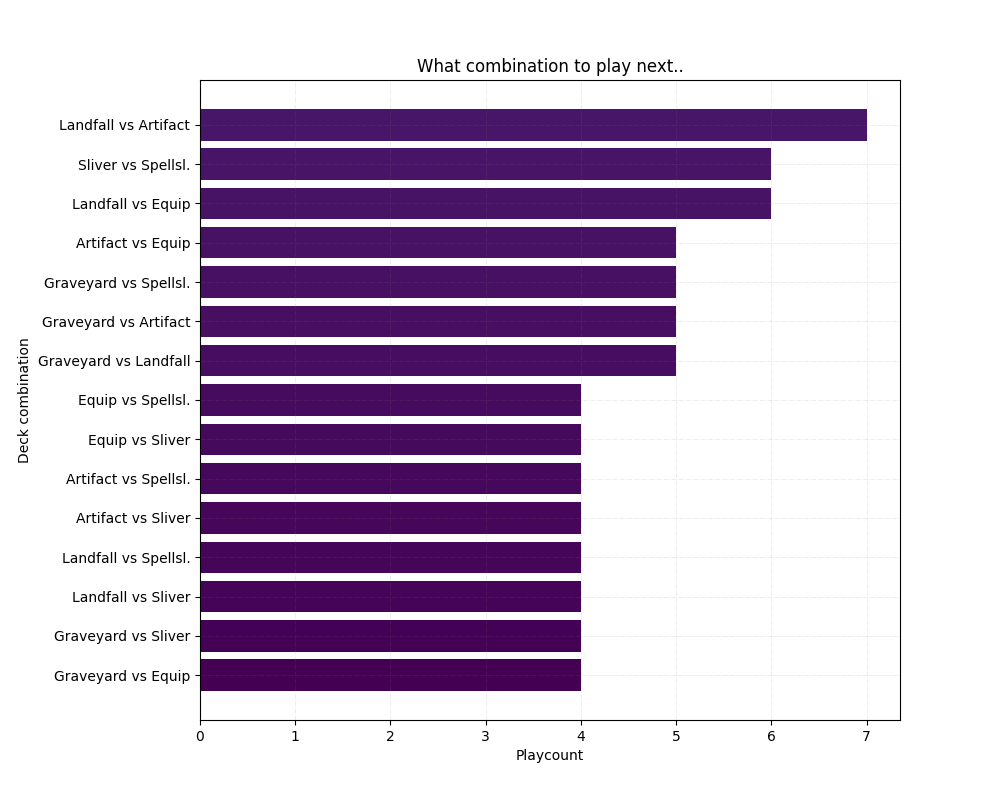 What combination to play next..
Landfall vs Artifact
Sliver vs Spellsl.
Landfall vs Equip
Artifact vs Equip
Graveyard vs Spellsl.
Graveyard vs Artifact
Graveyard vs Landfall
Equip vs Spellsl.
Equip vs Sliver
Artifact vs Spellsl.
Artifact vs Sliver
Landfall vs Spellsl.
Landfall vs Sliver
Graveyard vs Sliver
Graveyard vs Equip
Deck combination
0 1 2 3 4 5 6 7
Playcount